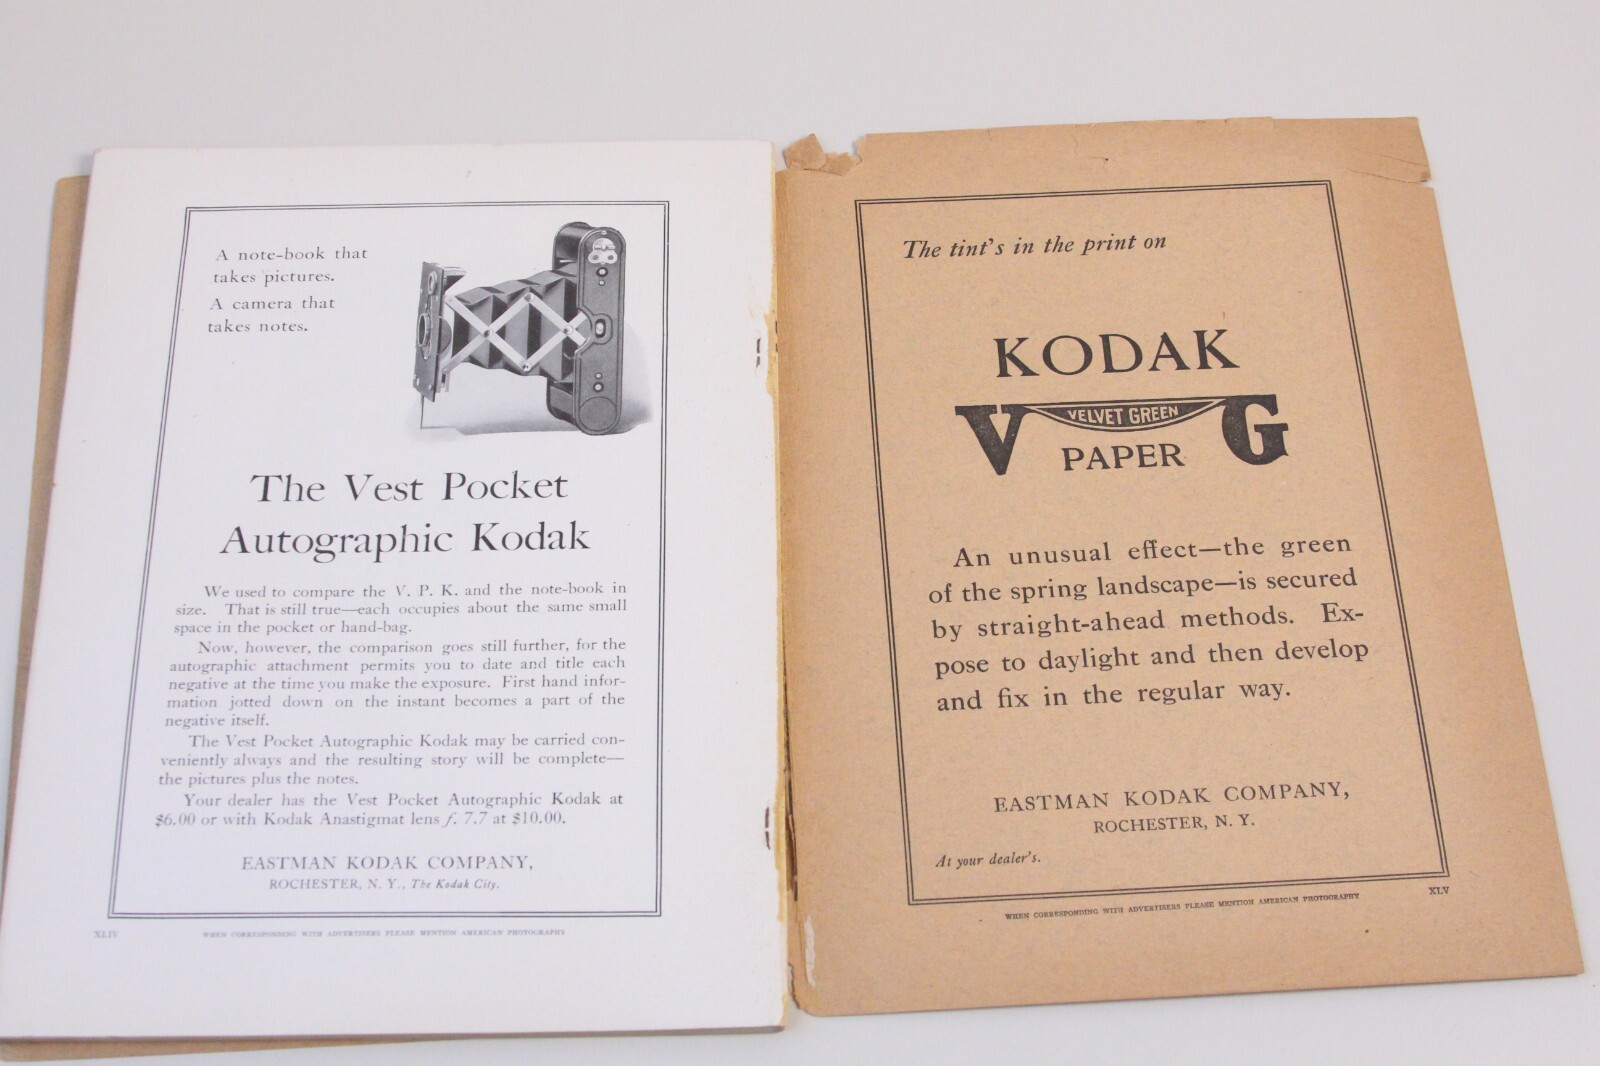 A note-book that
takes pictures.
A camera that
takes notes.
The Vest Pocket
Autographic Kodak
We used to compare the V. P. K. and the note-book in
size. That is still true—each occupies about the same small
space in the pocket or hand-bag.
Now, however, the comparison goes still further, for the
autographic attachment permits you to date and title each
negative at the time you make the exposure. First hand infor-
mation jotted down on the instant becomes a part of the
negative itself.
The Vest Pocket Autographic Kodak may be carried con-
veniently always and the resulting story will be complete—
the pictures plus the notes.
Your dealer has the Vest Pocket Autographic Kodak at
$6.00 or with Kodak Anastigmat lens f. 7.7 at $10.00.
EASTMAN KODAK COMPANY,
ROCHESTER, N. Y., The Kodak City.
XLIV
WHEN CORRESPONDING WITH ADVERTISERS PLEASE MENTION AMERICAN PHOTOGRAPHY
The tint's in the print on
KODAK
V VELVET GREEN G
PAPER
An unusual effect—the green
of the spring landscape—is secured
by straight-ahead methods. Ex-
pose to daylight and then develop
and fix in the regular way.
EASTMAN KODAK COMPANY,
ROCHESTER, N. Y.
At your dealer's.
WHEN CORRESPONDING WITH ADVERTISERS PLEASE MENTION AMERICAN PHOTOGRAPHY
XLV